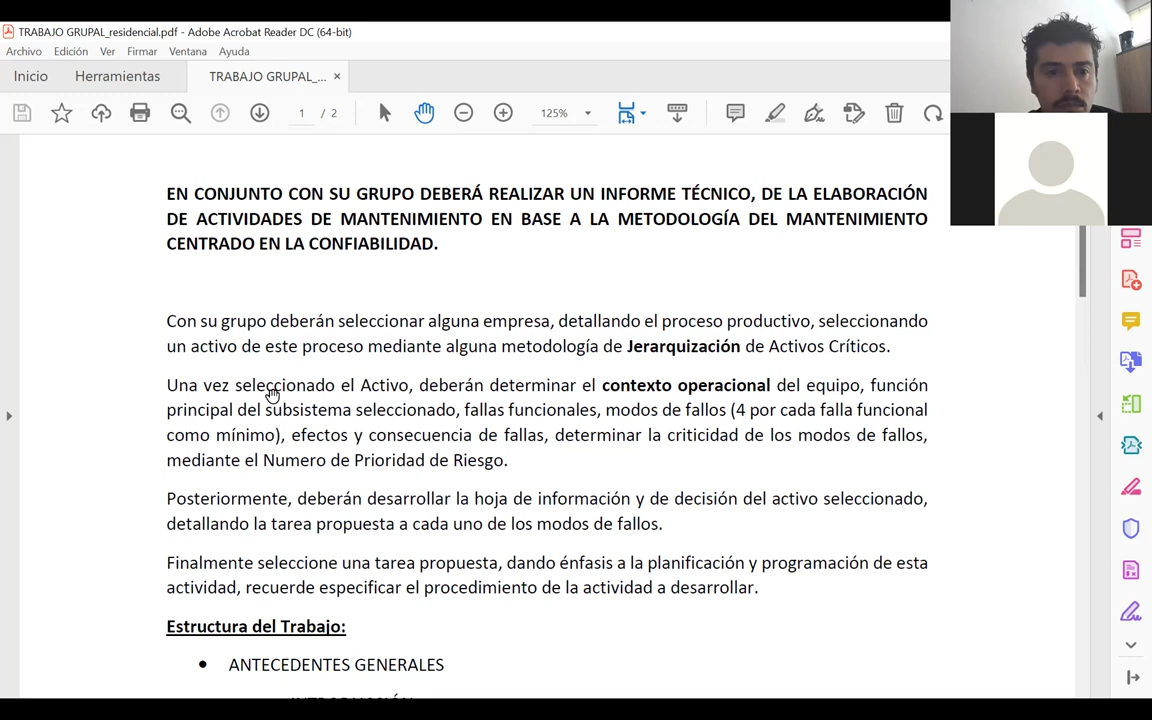 TRABAJO GRUPAL_residencial.pdf - Adobe Acrobat Reader DC (64-bit)
Archivo Edición Ver Firmar Ventana Ayuda
Inicio Herramientas TRABAJO GRUPAL_... ×
1 / 2 125%
EN CONJUNTO CON SU GRUPO DEBERÁ REALIZAR UN INFORME TÉCNICO, DE LA ELABORACIÓN
DE ACTIVIDADES DE MANTENIMIENTO EN BASE A LA METODOLOGÍA DEL MANTENIMIENTO
CENTRADO EN LA CONFIABILIDAD.
Con su grupo deberán seleccionar alguna empresa, detallando el proceso productivo, seleccionando
un activo de este proceso mediante alguna metodología de Jerarquización de Activos Críticos.
Una vez seleccionado el Activo, deberán determinar el contexto operacional del equipo, función
principal del subsistema seleccionado, fallas funcionales, modos de fallos (4 por cada falla funcional
como mínimo), efectos y consecuencia de fallas, determinar la criticidad de los modos de fallos,
mediante el Numero de Prioridad de Riesgo.
Posteriormente, deberán desarrollar la hoja de información y de decisión del activo seleccionado,
detallando la tarea propuesta a cada uno de los modos de fallos.
Finalmente seleccione una tarea propuesta, dando énfasis a la planificación y programación de esta
actividad, recuerde especificar el procedimiento de la actividad a desarrollar.
Estructura del Trabajo:
• ANTECEDENTES GENERALES
INTRODUCCIÓN